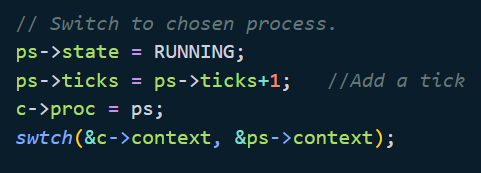 // Switch to chosen process.
ps->state = RUNNING;
ps->ticks = ps->ticks+1;   //Add a tick
c->proc = ps;
swtch(&c->context, &ps->context);